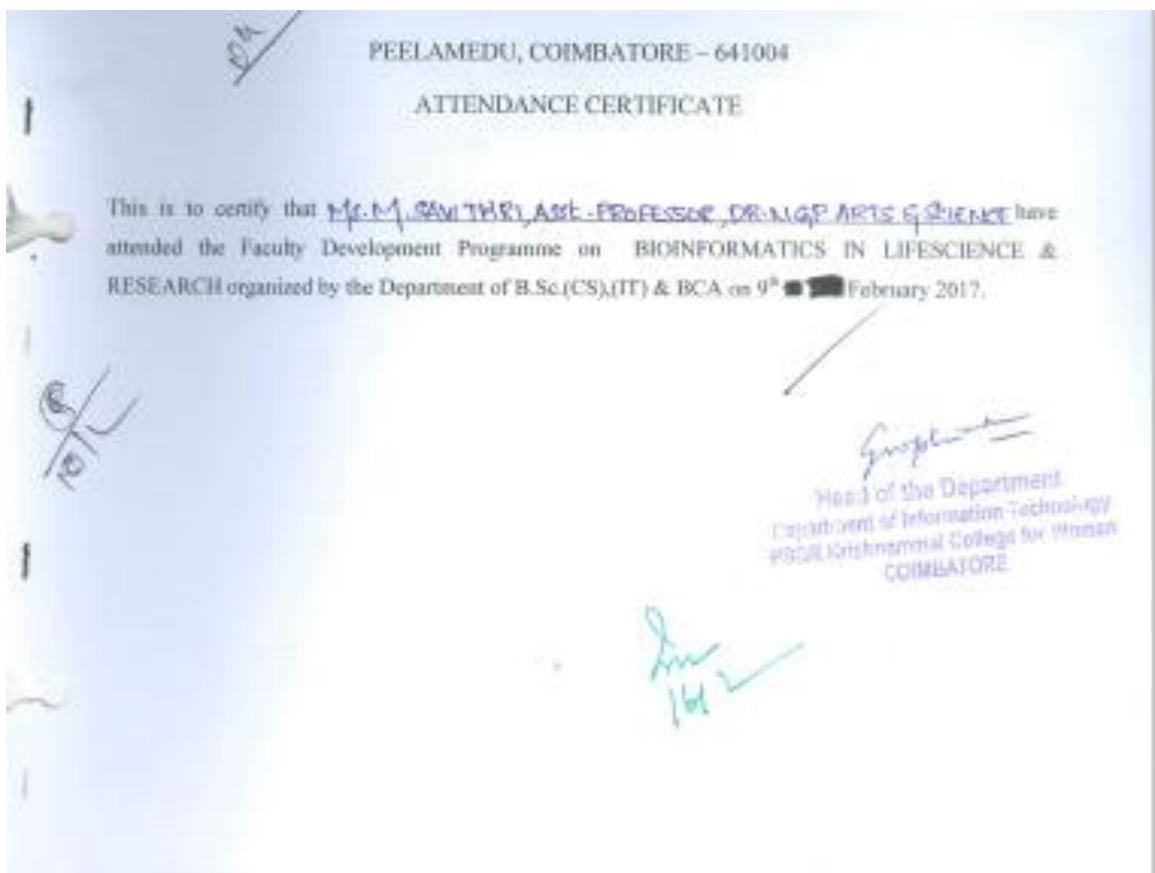 PEELAMEDU, COIMBATORE – 641004
ATTENDANCE CERTIFICATE
This is to certify that Ms. M. SAVITHRI, ASST. PROFESSOR, DR. N.G.P ARTS & SCIENCE have
attended the Faculty Development Programme on BIOINFORMATICS IN LIFESCIENCE &
RESEARCH organized by the Department of B.Sc.(CS),(IT) & BCA on 9th February 2017.
Head of the Department
Department of Information Technology
PSGR Krishnammal College for Women
COIMBATORE